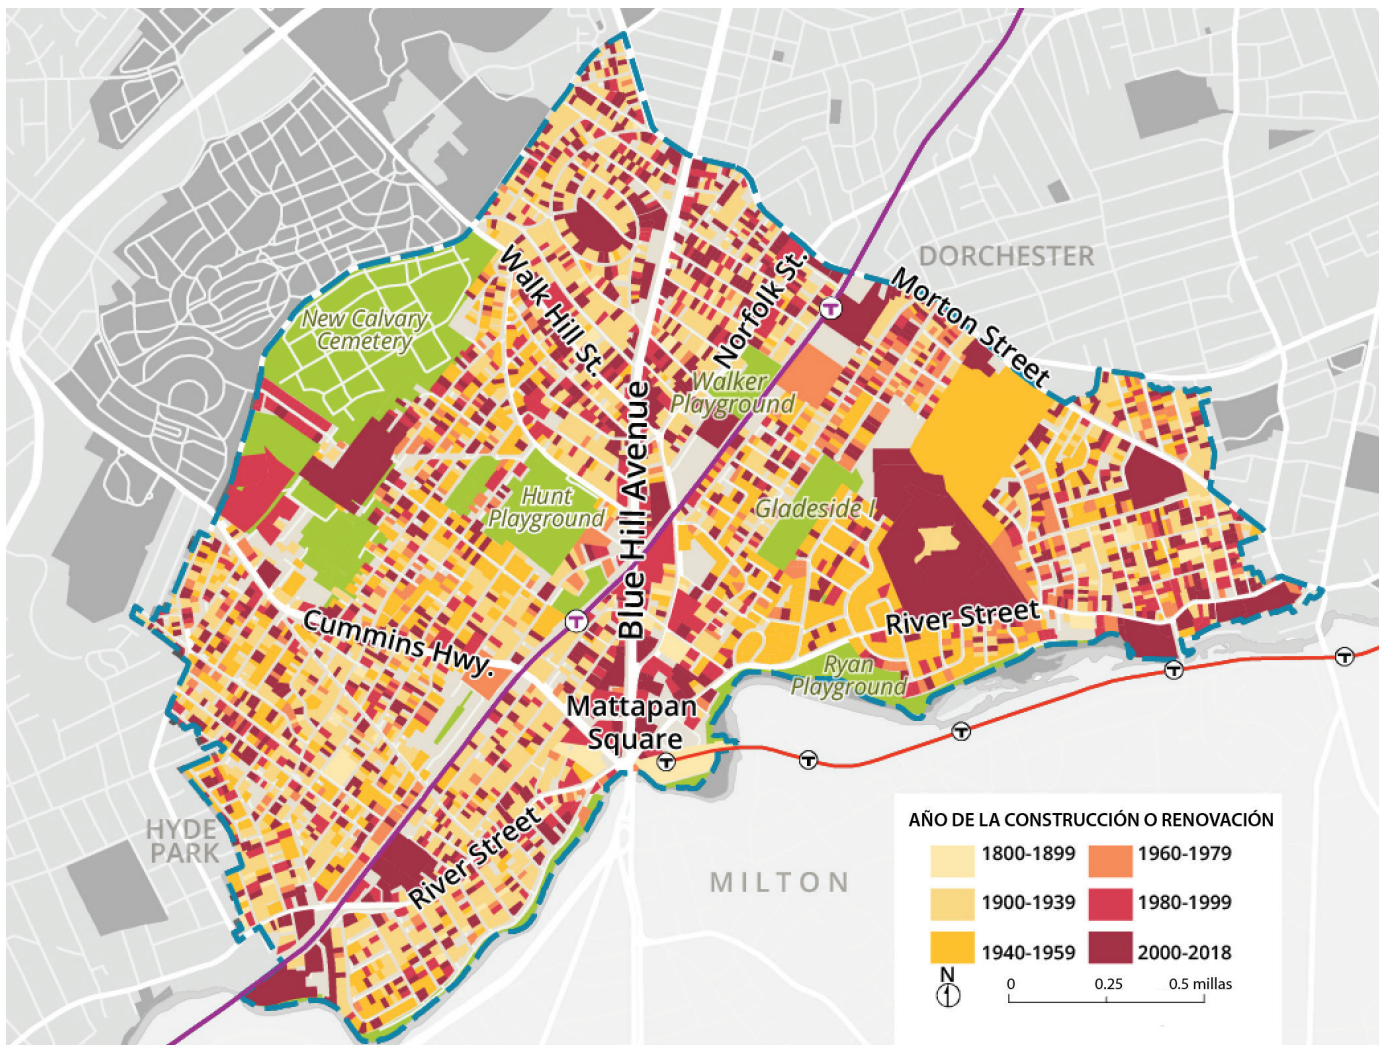 DORCHESTER
Morton Street
Walk Hill St.
Norfolk St.
New Calvary
Cemetery
Walker
Playground
Blue Hill Avenue
Hunt
Playground
Gladeside I
Cummins Hwy.
River Street
Ryan
Playground
Mattapan
Square
T
T
T
T
T
T
T
HYDE
PARK
River Street
MILTON
AÑO DE LA CONSTRUCCIÓN O RENOVACIÓN
1800-1899
1960-1979
1900-1939
1980-1999
1940-1959
2000-2018
N
0 0.25 0.5 millas